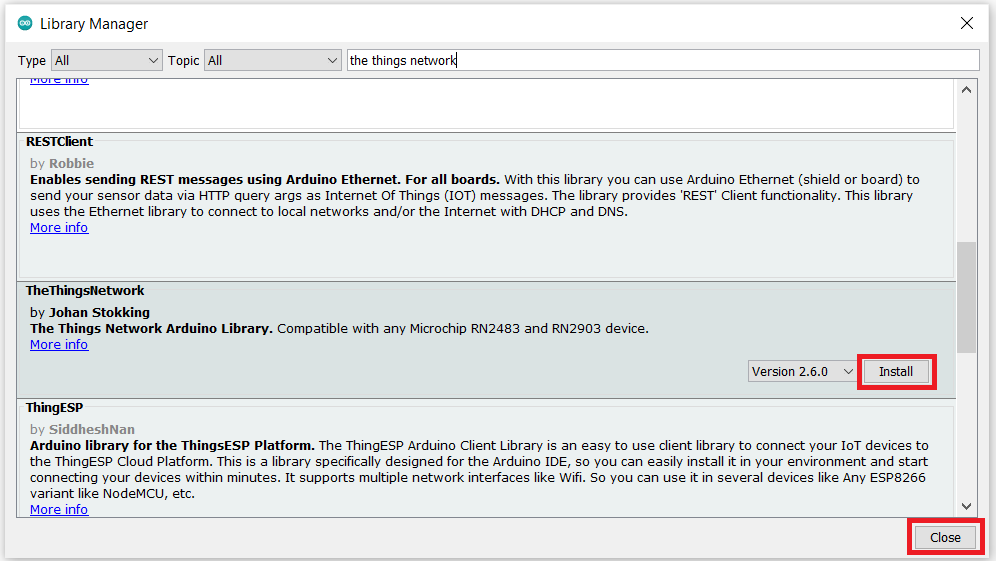 Library Manager
Type All Topic All the things network
More info
RESTClient
by Robbie
Enables sending REST messages using Arduino Ethernet. For all boards. With this library you can use Arduino Ethernet (shield or board) to
send your sensor data via HTTP query args as Internet Of Things (IOT) messages. The library provides 'REST' Client functionality. This library
uses the Ethernet library to connect to local networks and/or the Internet with DHCP and DNS.
More info
TheThingsNetwork
by Johan Stokking
The Things Network Arduino Library. Compatible with any Microchip RN2483 and RN2903 device.
More info
Version 2.6.0 Install
ThingESP
by SiddheshNan
Arduino library for the ThingsESP Platform. The ThingESP Arduino Client Library is an easy to use client library to connect your IoT devices to
the ThingESP Cloud Platform. This is a library specifically designed for the Arduino IDE, so you can easily install it in your environment and start
connecting your devices within minutes. It supports multiple network interfaces like Wifi. So you can use it in several devices like Any ESP8266
variant like NodeMCU, etc.
More info
Close